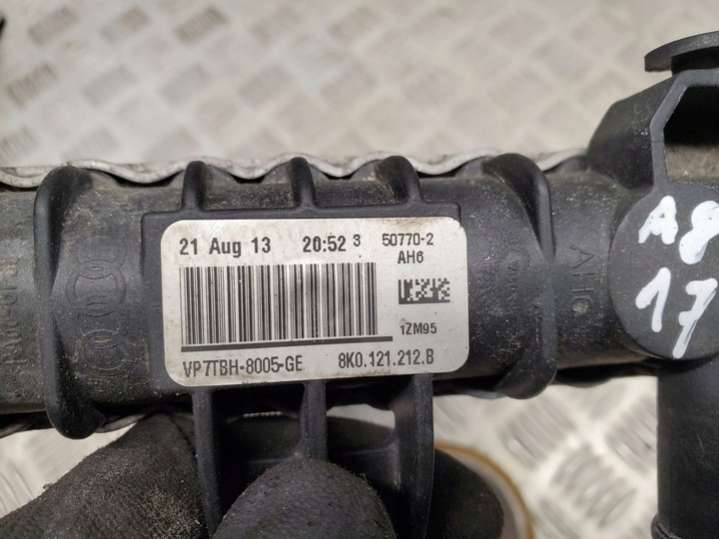 21 Aug 13 20:52 3 50770-2
AH6
1ZM95
VP7TBH-8005-GE 8K0.121.212.B
A8
17